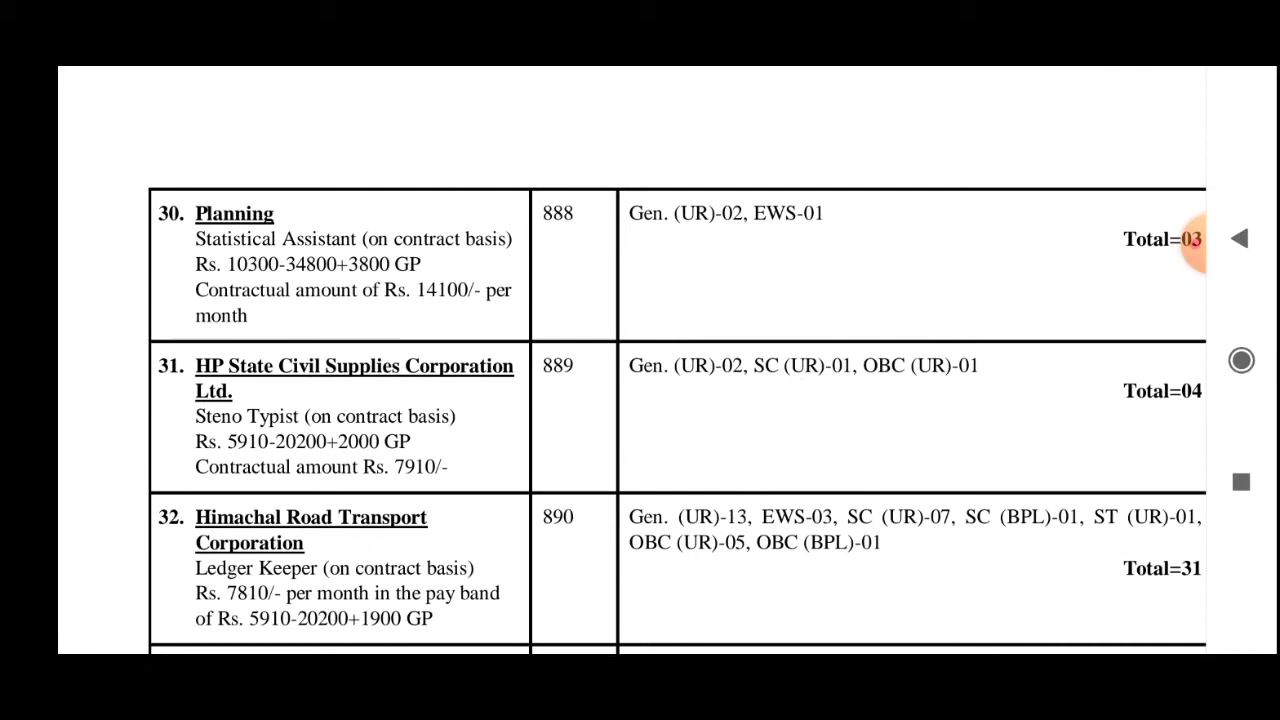 30. Planning
Statistical Assistant (on contract basis)
Rs. 10300-34800+3800 GP
Contractual amount of Rs. 14100/- per
month
888
Gen. (UR)-02, EWS-01
Total=03
31. HP State Civil Supplies Corporation
Ltd.
Steno Typist (on contract basis)
Rs. 5910-20200+2000 GP
Contractual amount Rs. 7910/-
889
Gen. (UR)-02, SC (UR)-01, OBC (UR)-01
Total=04
32. Himachal Road Transport
Corporation
Ledger Keeper (on contract basis)
Rs. 7810/- per month in the pay band
of Rs. 5910-20200+1900 GP
890
Gen. (UR)-13, EWS-03, SC (UR)-07, SC (BPL)-01, ST (UR)-01,
OBC (UR)-05, OBC (BPL)-01
Total=31